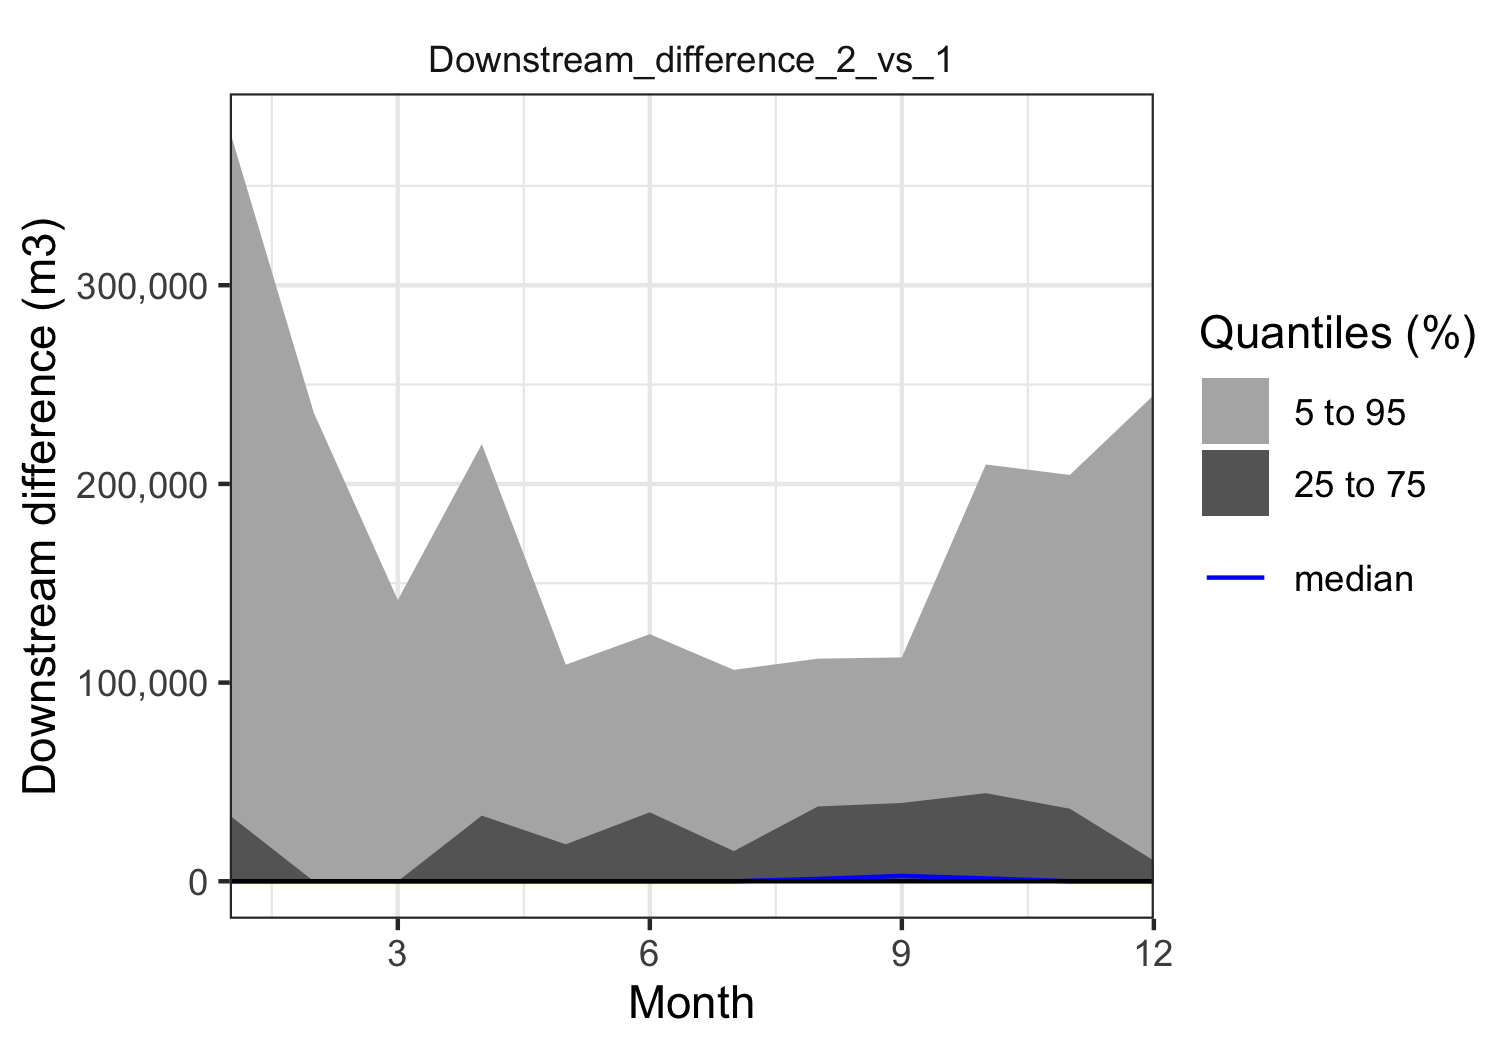 Downstream_difference_2_vs_1
Downstream difference (m3)
300,000
200,000
100,000
0
3
6
9
12
Month
Quantiles (%)
5 to 95
25 to 75
median